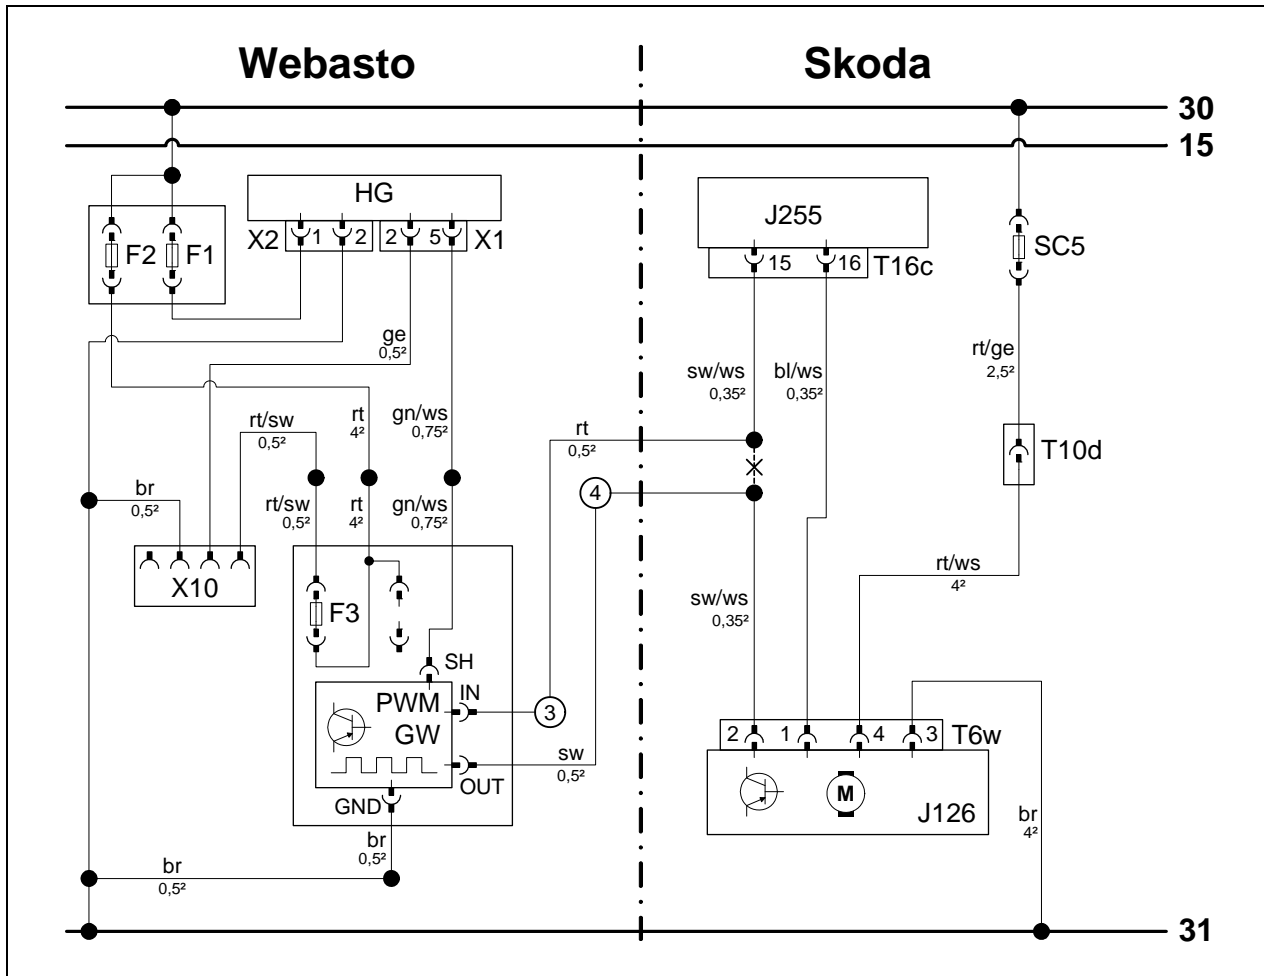 Webasto Skoda
30
15
HG
J255
X2 1 2 2 5 X1
15 16 T16c
F2 F1
SC5
ge
0,5²
rt/ge
2,5²
sw/ws
0,35²
bl/ws
0,35²
rt/sw
0,5²
rt
4²
gn/ws
0,75²
rt
0,5²
T10d
br
0,5²
rt/sw
0,5²
rt
4²
gn/ws
0,75²
4
X10
rt/ws
4²
F3
sw/ws
0,35²
SH
PWM IN
GW
3
2 1 4 3 T6w
sw
0,5²
OUT
GND
M
J126
br
4²
br
0,5²
br
0,5²
31